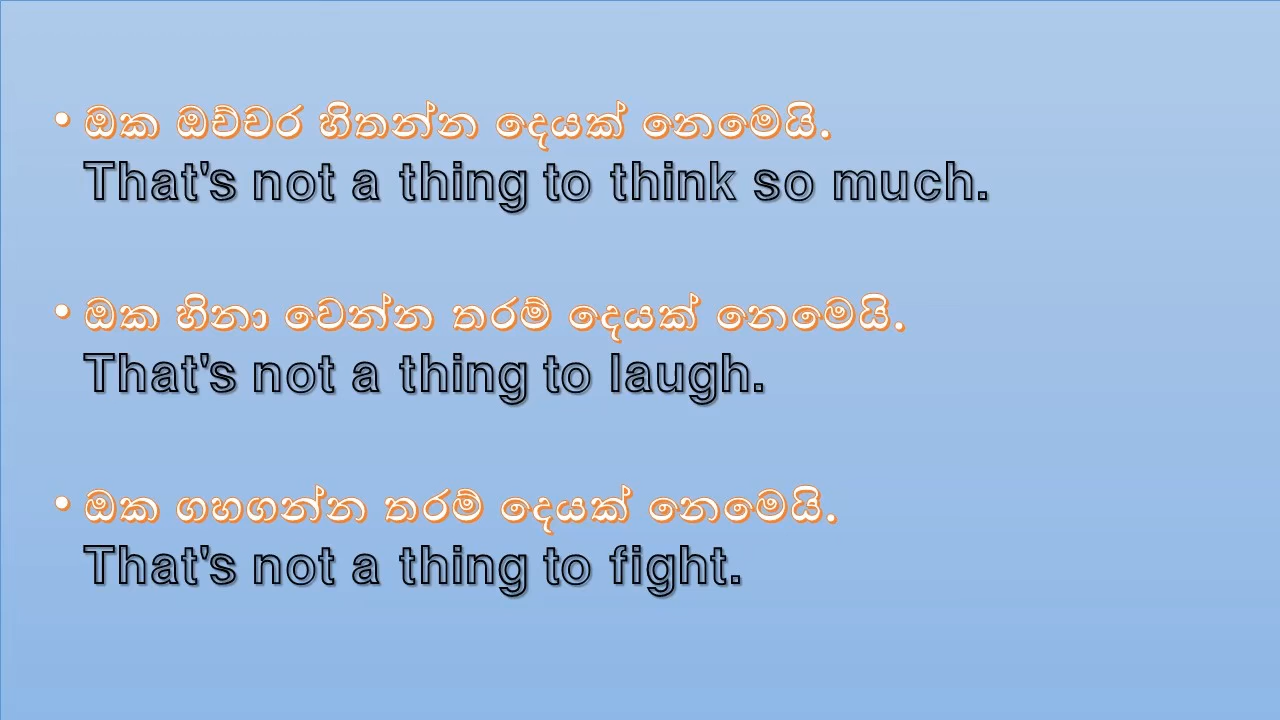 • ඔක ඔච්චර හිතන්න දෙයක් නෙමෙයි.
That's not a thing to think so much.
• ඔක හිනා වෙන්න තරම් දෙයක් නෙමෙයි.
That's not a thing to laugh.
• ඔක ගහගන්න තරම් දෙයක් නෙමෙයි.
That's not a thing to fight.